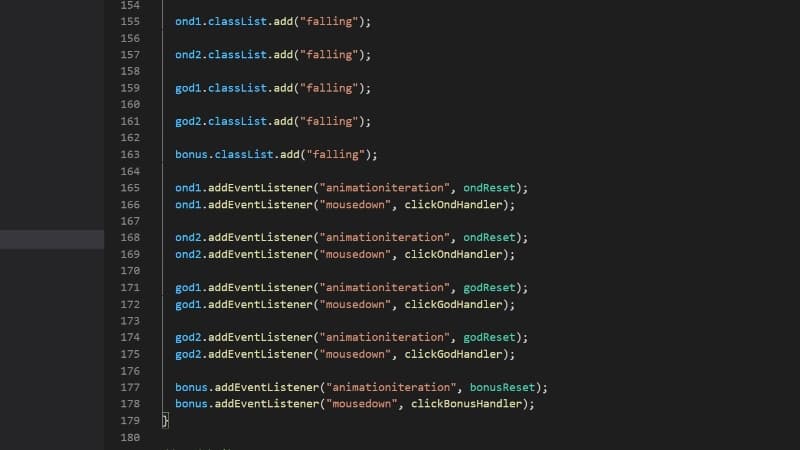 154
155 ond1.classList.add("falling");
156
157 ond2.classList.add("falling");
158
159 god1.classList.add("falling");
160
161 god2.classList.add("falling");
162
163 bonus.classList.add("falling");
164
165 ond1.addEventListener("animationiteration", ondReset);
166 ond1.addEventListener("mousedown", clickOndHandler);
167
168 ond2.addEventListener("animationiteration", ondReset);
169 ond2.addEventListener("mousedown", clickOndHandler);
170
171 god1.addEventListener("animationiteration", godReset);
172 god1.addEventListener("mousedown", clickGodHandler);
173
174 god2.addEventListener("animationiteration", godReset);
175 god2.addEventListener("mousedown", clickGodHandler);
176
177 bonus.addEventListener("animationiteration", bonusReset);
178 bonus.addEventListener("mousedown", clickBonusHandler);
179 }
180